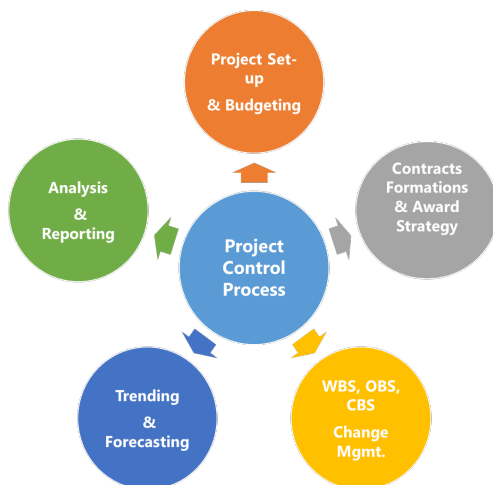 Project Set-
up
& Budgeting
Contracts
Formations
& Award
Strategy
Analysis
&
Reporting
Project
Control
Process
Trending
&
Forecasting
WBS, OBS,
CBS
Change
Mgmt.